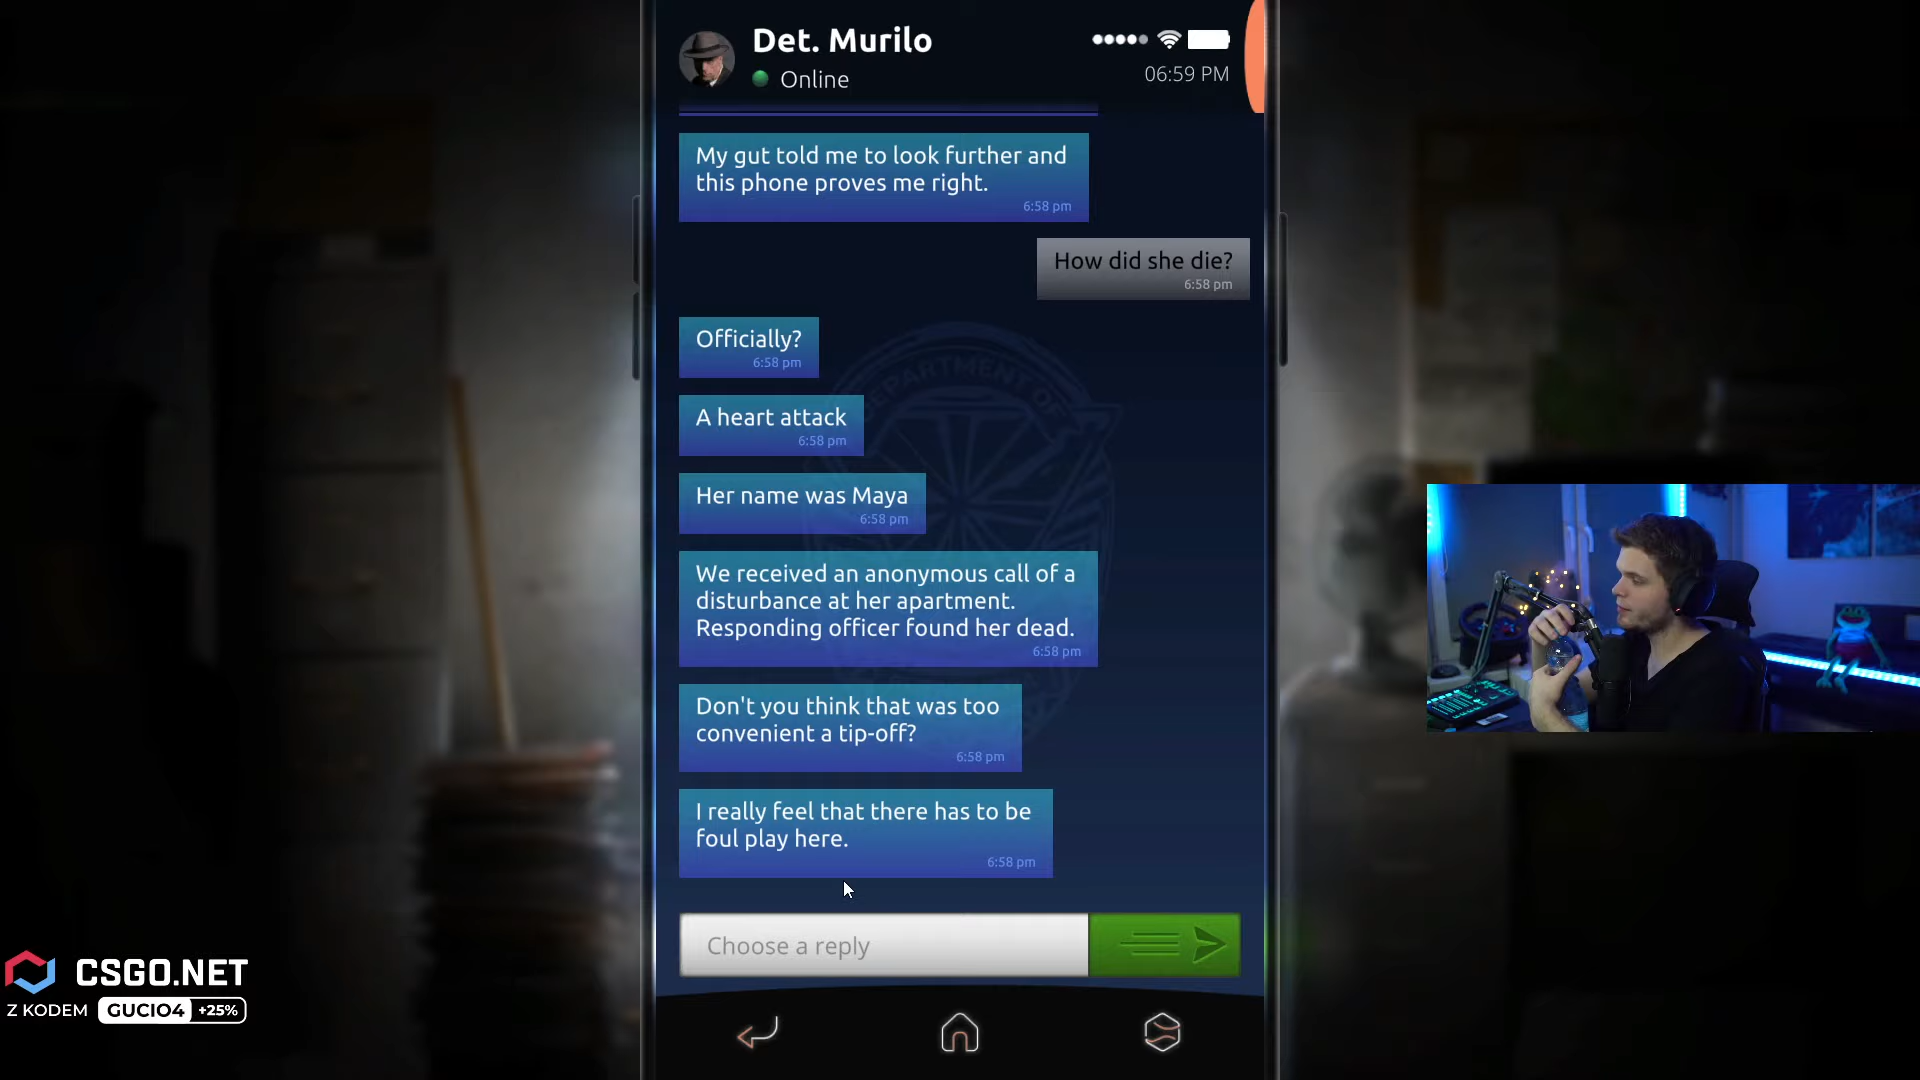 Det. Murilo
Online
06:59 PM
My gut told me to look further and
this phone proves me right.
6:58 pm
How did she die?
6:58 pm
Officially?
6:58 pm
A heart attack
6:58 pm
Her name was Maya
6:58 pm
We received an anonymous call of a
disturbance at her apartment.
Responding officer found her dead.
6:58 pm
Don't you think that was too
convenient a tip-off?
6:58 pm
I really feel that there has to be
foul play here.
6:58 pm
Choose a reply
DEPARTMENT OF
CSGO.NET
Z KODEM GUCIO4 +25%